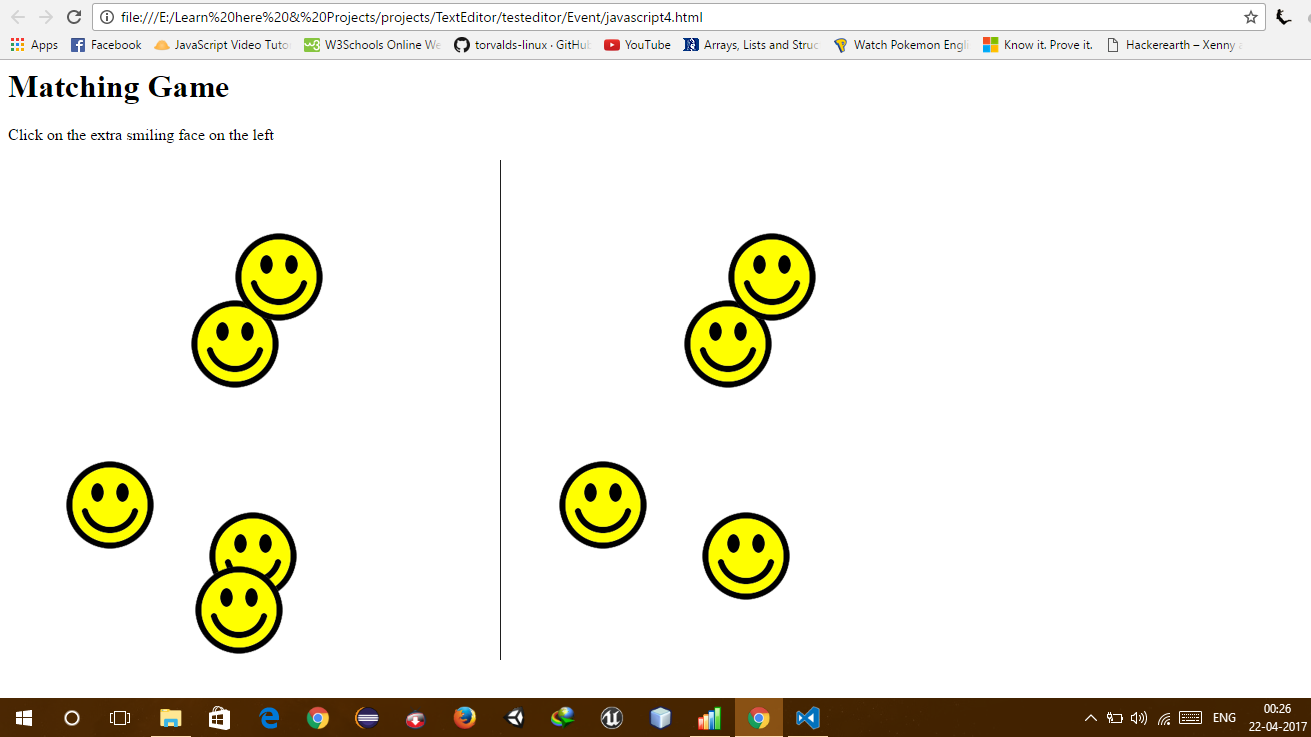 file:///E:/Learn%20here%20&%20Projects/projects/TextEditor/testeditor/Event/javascript4.html
Apps Facebook JavaScript Video Tuto W3Schools Online We torvalds-linux · GitHub YouTube Arrays, Lists and Struc Watch Pokemon Engli Know it. Prove it. Hackerearth – Xenny a
Matching Game
Click on the extra smiling face on the left
ENG
00:26
22-04-2017